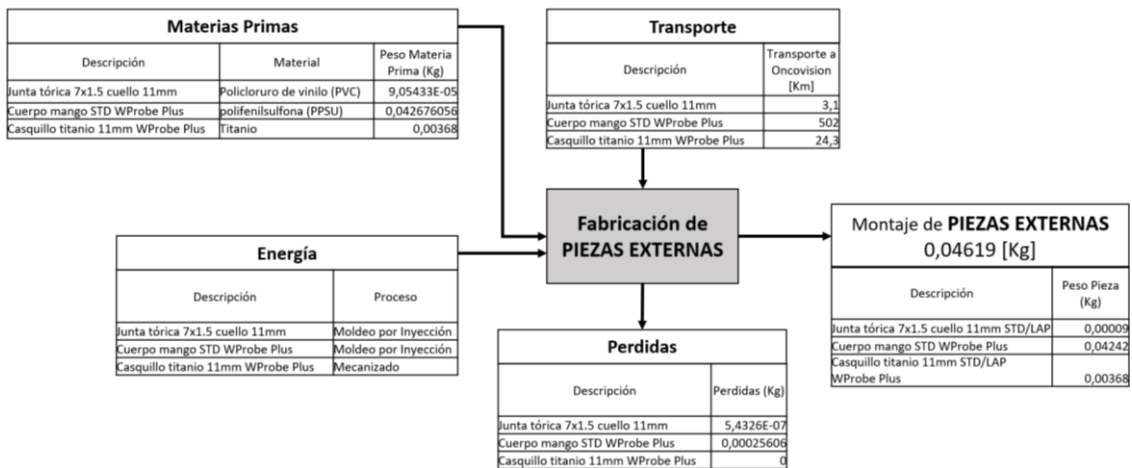 Materias Primas
Descripción Material Peso Materia Prima (Kg)
Junta tórica 7x1.5 cuello 11mm Policloruro de vinilo (PVC) 9,05433E-05
Cuerpo mango STD WProbe Plus polifenilsulfona (PPSU) 0,042676056
Casquillo titanio 11mm WProbe Plus Titanio 0,00368
Transporte
Descripción Transporte a Oncovision [Km]
Junta tórica 7x1.5 cuello 11mm 3,1
Cuerpo mango STD WProbe Plus 502
Casquillo titanio 11mm WProbe Plus 24,3
Fabricación de
PIEZAS EXTERNAS
Energía
Descripción Proceso
Junta tórica 7x1.5 cuello 11mm Moldeo por Inyección
Cuerpo mango STD WProbe Plus Moldeo por Inyección
Casquillo titanio 11mm WProbe Plus Mecanizado
Perdidas
Descripción Perdidas (Kg)
Junta tórica 7x1.5 cuello 11mm 5,4326E-07
Cuerpo mango STD WProbe Plus 0,00025606
Casquillo titanio 11mm WProbe Plus 0
Montaje de PIEZAS EXTERNAS
0,04619 [Kg]
Descripción Peso Pieza (Kg)
Junta tórica 7x1.5 cuello 11mm STD/LAP 0,00009
Cuerpo mango STD WProbe Plus 0,04242
Casquillo titanio 11mm STD/LAP
WProbe Plus 0,00368